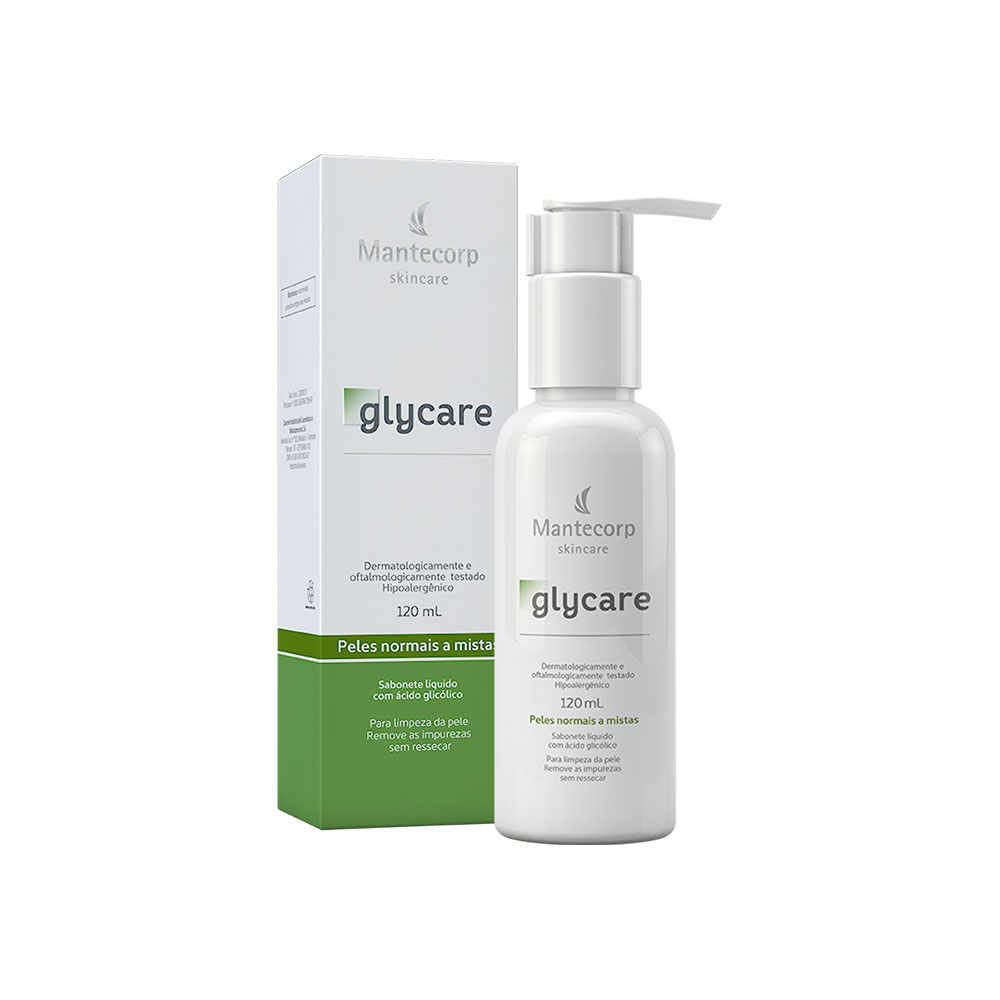 Mantecorp
skincare
glycare
Dermatologicamente e
oftalmologicamente testado
Hipoalergênico
120 mL
Peles normais a mistas
Sabonete líquido
com ácido glicólico
Para limpeza da pele
Remove as impurezas
sem ressecar
Mantecorp
skincare
glycare
Dermatologicamente e
oftalmologicamente testado
Hipoalergênico
120 mL
Peles normais a mistas
Sabonete líquido
com ácido glicólico
Para limpeza da pele
Remove as impurezas
sem ressecar